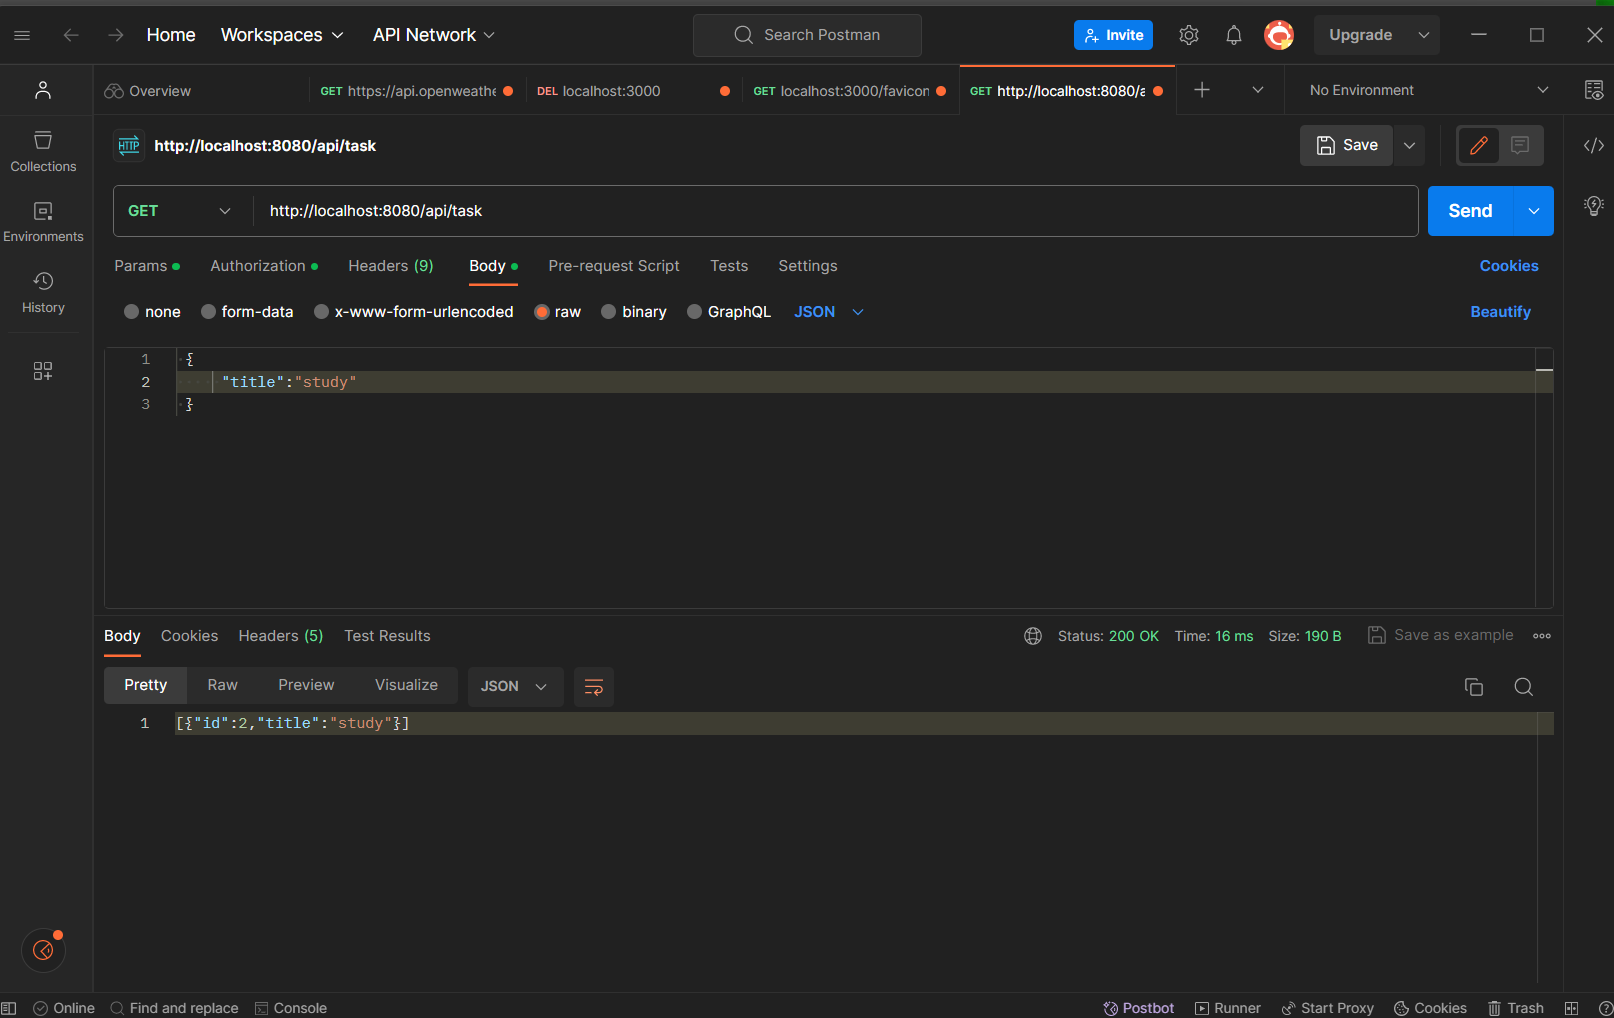 Home Workspaces API Network Search Postman Invite Upgrade
Overview GET https://api.openweathe DEL localhost:3000 GET localhost:3000/favicon GET http://localhost:8080/a No Environment
HTTP http://localhost:8080/api/task Save
Collections
Environments
History
GET http://localhost:8080/api/task Send
Params Authorization Headers (9) Body Pre-request Script Tests Settings Cookies
none form-data x-www-form-urlencoded raw binary GraphQL JSON Beautify
1 {
2 "title":"study"
3 }
Body Cookies Headers (5) Test Results Status: 200 OK Time: 16 ms Size: 190 B Save as example
Pretty Raw Preview Visualize JSON
1 [{"id":2,"title":"study"}]
Online Find and replace Console Postbot Runner Start Proxy Cookies Trash